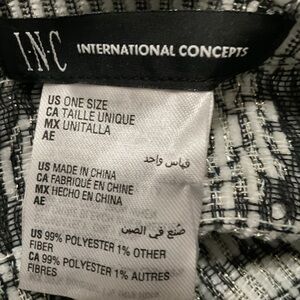 I.N.C INTERNATIONAL CONCEPTS
US ONE SIZE
CA TAILLE UNIQUE
MX UNITALLA
AE
قياس واحد
US MADE IN CHINA
CA FABRIQUÉ EN CHINE
MX HECHO EN CHINA
AE
صُنع في الصين
US 99% POLYESTER 1% OTHER
FIBER
CA 99% POLYESTER 1% AUTRES
FIBRES